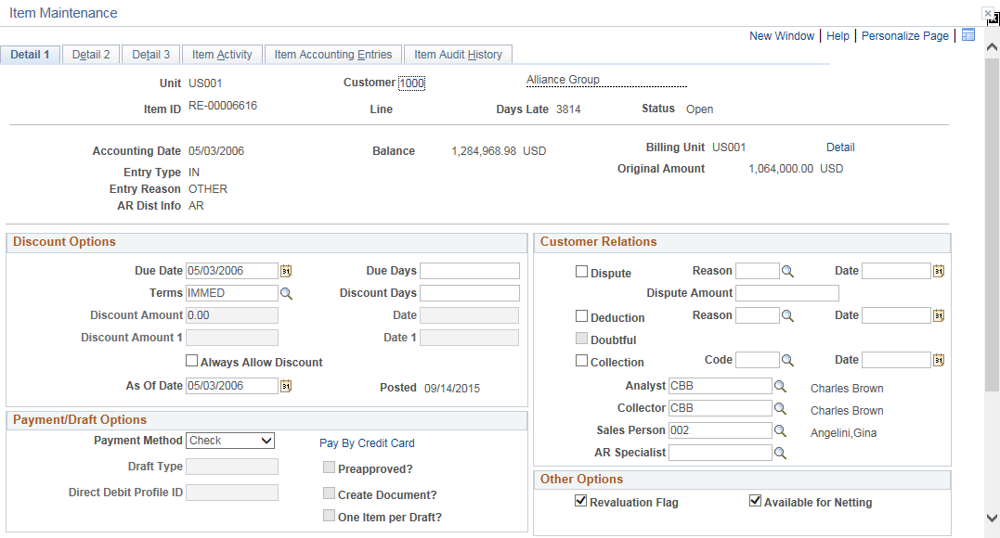 Item Maintenance
New Window | Help | Personalize Page |
Detail 1 Detail 2 Detail 3 Item Activity Item Accounting Entries Item Audit History
Unit US001 Customer 1000 Alliance Group
Item ID RE-00006616 Line Days Late 3814 Status Open
Accounting Date 05/03/2006 Balance 1,284,968.98 USD Billing Unit US001 Detail
Entry Type IN Original Amount 1,064,000.00 USD
Entry Reason OTHER
AR Dist Info AR
Discount Options
Due Date 05/03/2006 31 Due Days
Terms IMMED Discount Days
Discount Amount 0.00 Date
Discount Amount 1 Date 1
Always Allow Discount
As Of Date 05/03/2006 31 Posted 09/14/2015
Payment/Draft Options
Payment Method Check Pay By Credit Card
Draft Type Preapproved?
Direct Debit Profile ID Create Document?
One Item per Draft?
Customer Relations
Dispute Reason Date 31
Dispute Amount
Deduction Reason Date 31
Doubtful
Collection Code Date 31
Analyst CBB Charles Brown
Collector CBB Charles Brown
Sales Person 002 Angelini,Gina
AR Specialist
Other Options
Revaluation Flag Available for Netting